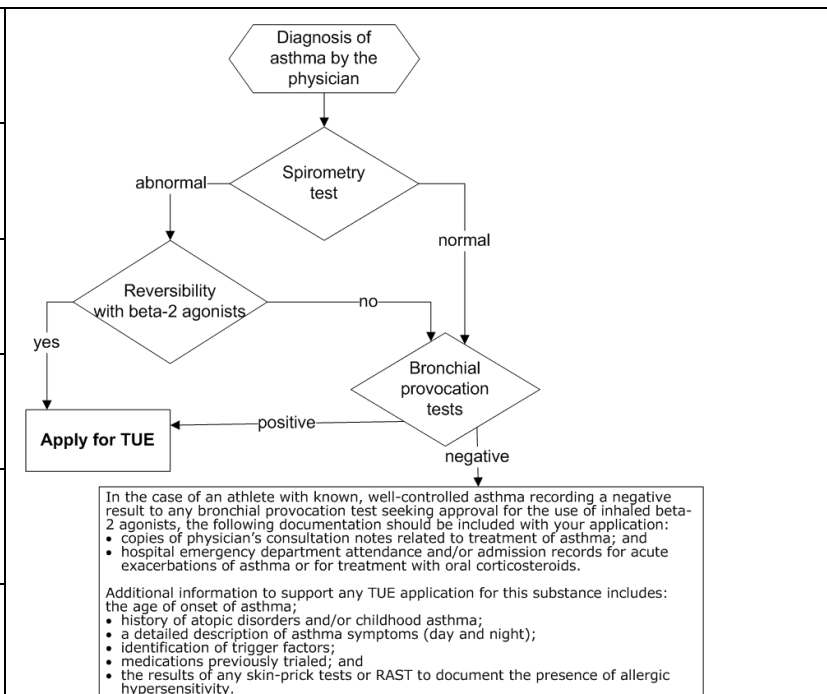 Diagnosis of
asthma by the
physician
Spirometry
test
abnormal
normal
Reversibility
with beta-2 agonists
no
yes
Bronchial
provocation
tests
Apply for TUE
positive
negative
In the case of an athlete with known, well-controlled asthma recording a negative
result to any bronchial provocation test seeking approval for the use of inhaled beta-
2 agonists, the following documentation should be included with your application:
• copies of physician's consultation notes related to treatment of asthma; and
• hospital emergency department attendance and/or admission records for acute
exacerbations of asthma or for treatment with oral corticosteroids.
Additional information to support any TUE application for this substance includes:
the age of onset of asthma;
• history of atopic disorders and/or childhood asthma;
• a detailed description of asthma symptoms (day and night);
• identification of trigger factors;
• medications previously trialed; and
• the results of any skin-prick tests or RAST to document the presence of allergic
hypersensitivity.